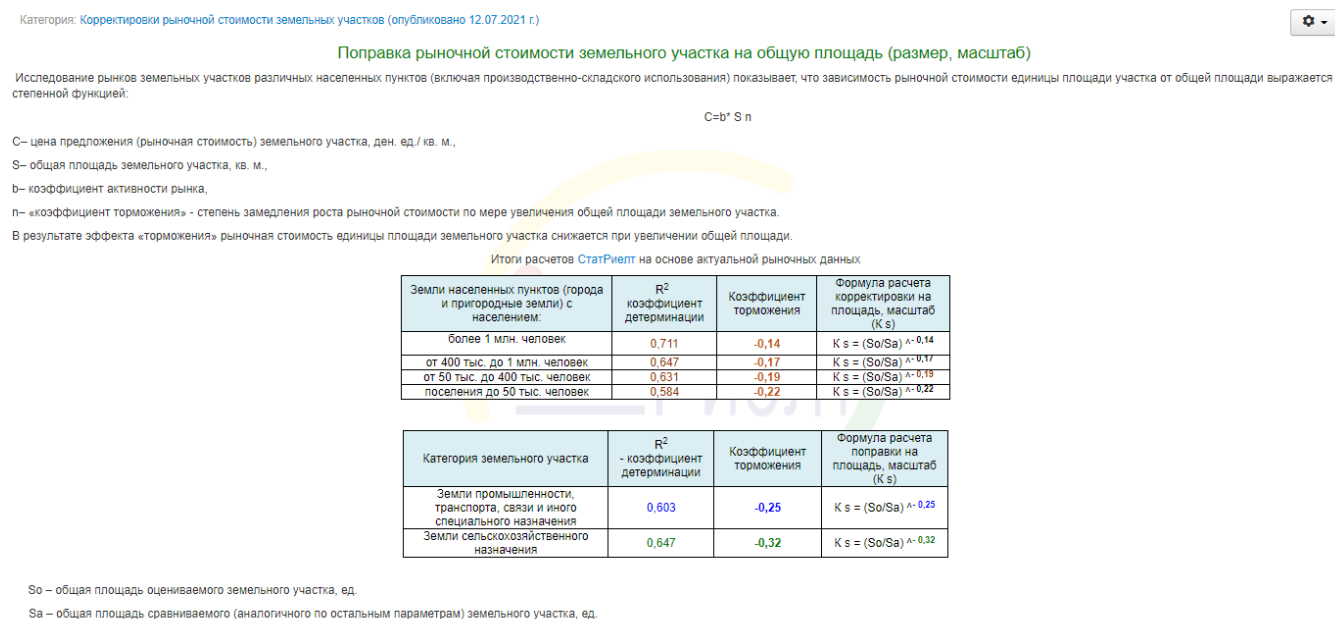 Категория: Корректировки рыночной стоимости земельных участков (опубликовано 12.07.2021 г.)
Поправка рыночной стоимости земельного участка на общую площадь (размер, масштаб)
Исследование рынков земельных участков различных населенных пунктов (включая производственно-складского использования) показывает, что зависимость рыночной стоимости единицы площади участка от общей площади выражается
степенной функцией:
С=b* S n
С– цена предложения (рыночная стоимость) земельного участка, ден. ед./ кв. м.,
S– общая площадь земельного участка, кв. м.,
b– коэффициент активности рынка,
n– «коэффициент торможения» - степень замедления роста рыночной стоимости по мере увеличения общей площади земельного участка.
В результате эффекта «торможения» рыночная стоимость единицы площади земельного участка снижается при увеличении общей площади.
Итоги расчетов СтатРиелт на основе актуальной рыночных данных
Земли населенных пунктов (города и пригородные земли) с населением: R2 коэффициент детерминации Коэффициент торможения Формула расчета корректировки на площадь, масштаб (K s)
более 1 млн. человек 0,711 -0,14 K s = (So/Sa) ^- 0,14
от 400 тыс. до 1 млн. человек 0,647 -0,17 K s = (So/Sa) ^- 0,17
от 50 тыс. до 400 тыс. человек 0,631 -0,19 K s = (So/Sa) ^- 0,19
поселения до 50 тыс. человек 0,584 -0,22 K s = (So/Sa) ^- 0,22
Категория земельного участка R2 - коэффициент детерминации Коэффициент торможения Формула расчета поправки на площадь, масштаб (K s)
Земли промышленности, транспорта, связи и иного специального назначения 0,603 -0,25 K s = (So/Sa) ^- 0,25
Земли сельскохозяйственного назначения 0,647 -0,32 K s = (So/Sa) ^- 0,32
So – общая площадь оцениваемого земельного участка, ед.
Sa – общая площадь сравниваемого (аналогичного по остальным параметрам) земельного участка, ед.